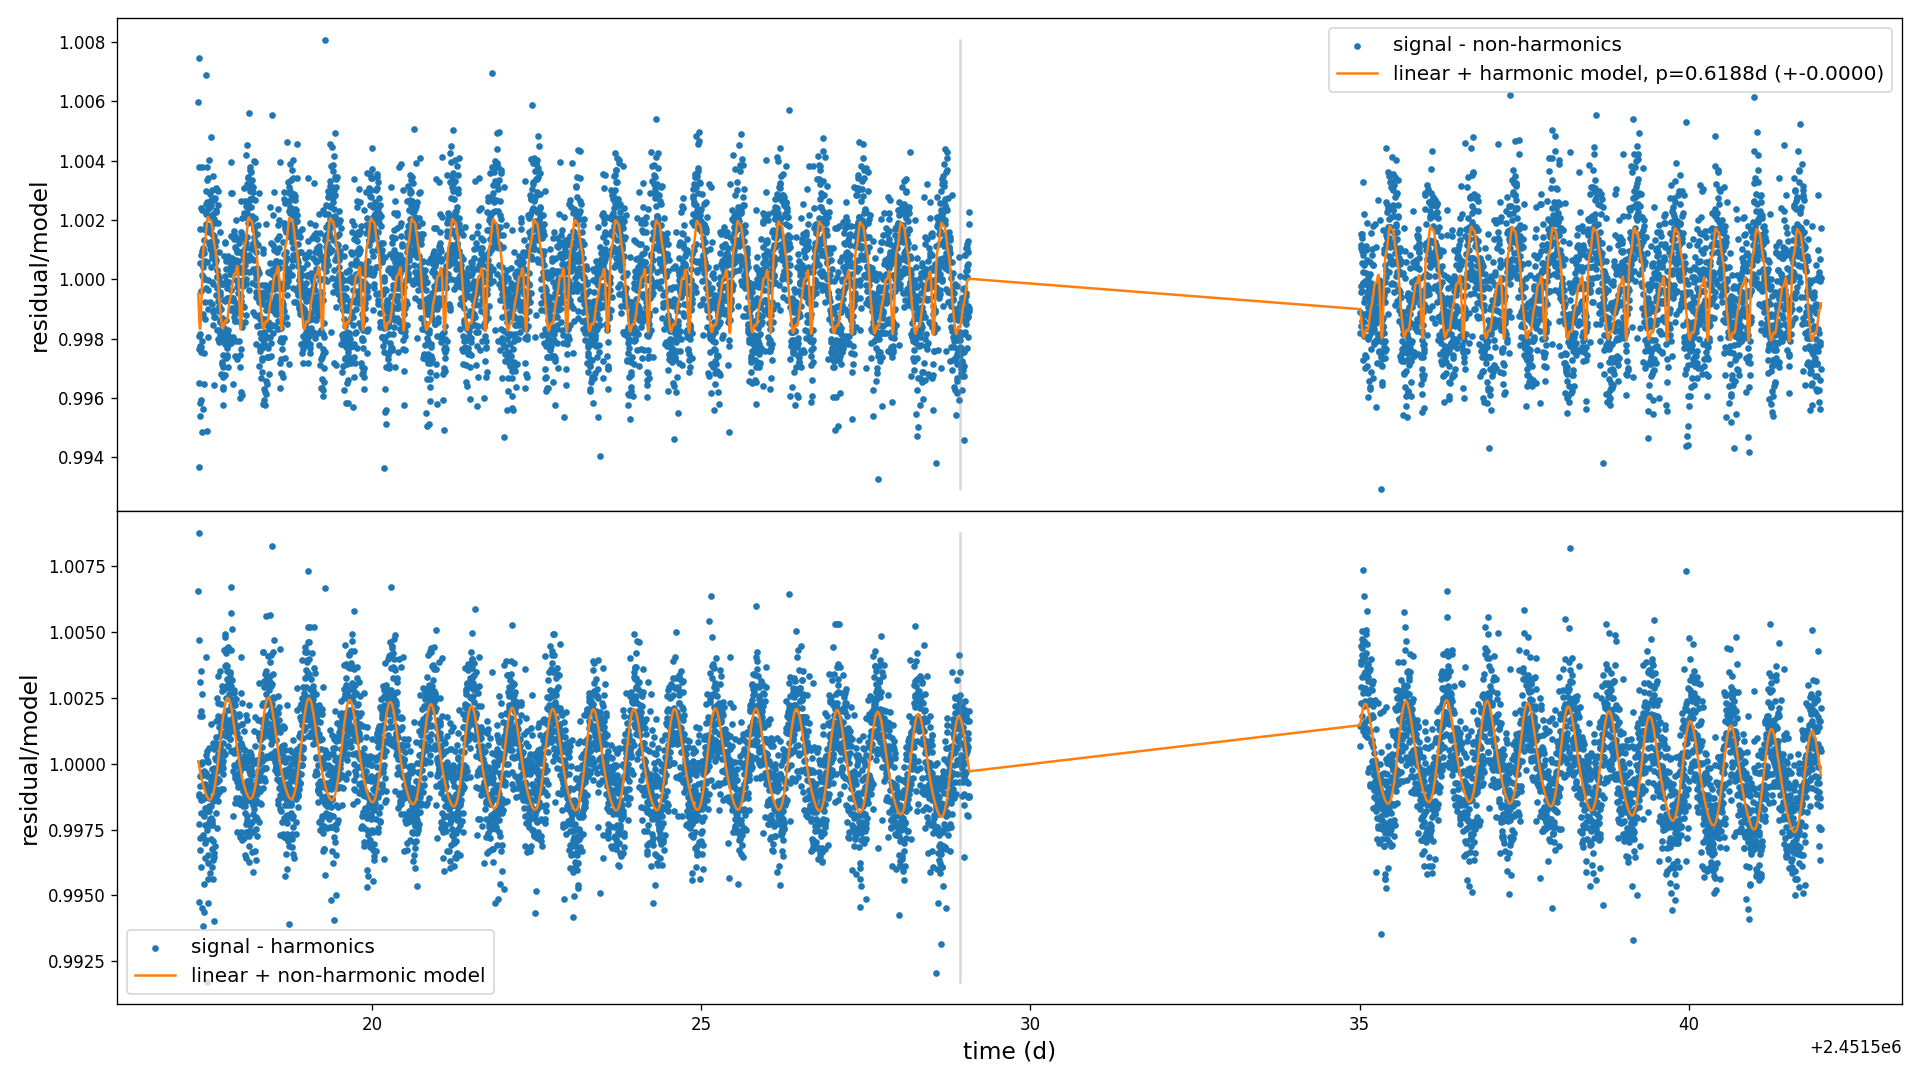 1.008
1.006
1.004
1.002
1.000
0.998
0.996
0.994
residual/model
signal - non-harmonics
linear + harmonic model, p=0.6188d (+-0.0000)
1.0075
1.0050
1.0025
1.0000
0.9975
0.9950
0.9925
residual/model
signal - harmonics
linear + non-harmonic model
20
25
30
35
40
time (d)
+2.4515e6